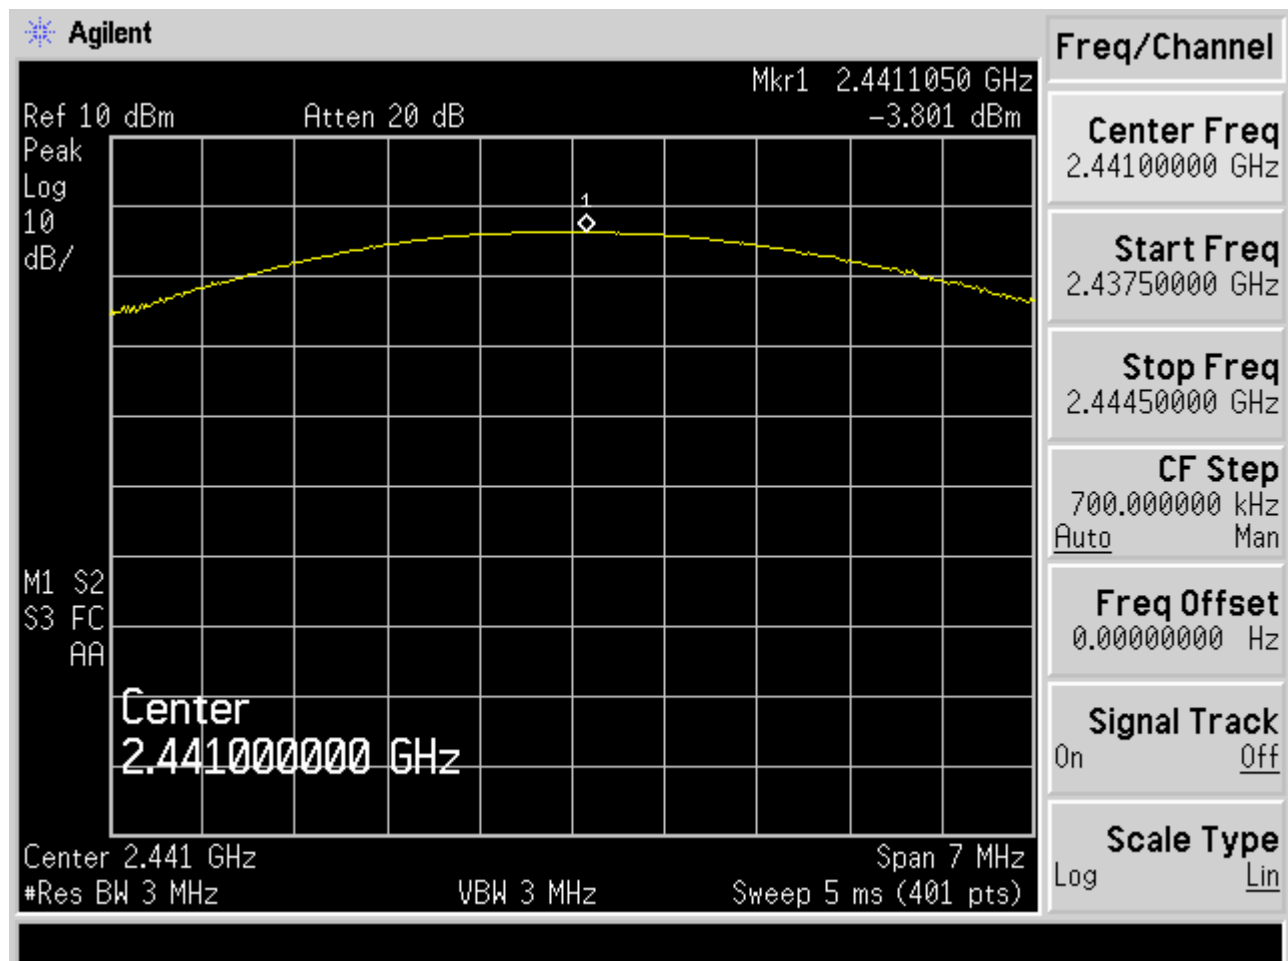 Agilent
Freq/Channel
Mkr1 2.4411050 GHz
Ref 10 dBm Atten 20 dB -3.801 dBm
Peak
Log
10
dB/
1
M1 S2
S3 FC
AA
Center
2.441000000 GHz
Center 2.441 GHz Span 7 MHz
#Res BW 3 MHz VBW 3 MHz Sweep 5 ms (401 pts)
Center Freq
2.44100000 GHz
Start Freq
2.43750000 GHz
Stop Freq
2.44450000 GHz
CF Step
700.000000 kHz
Auto Man
Freq Offset
0.00000000 Hz
Signal Track
On Off
Scale Type
Log Lin